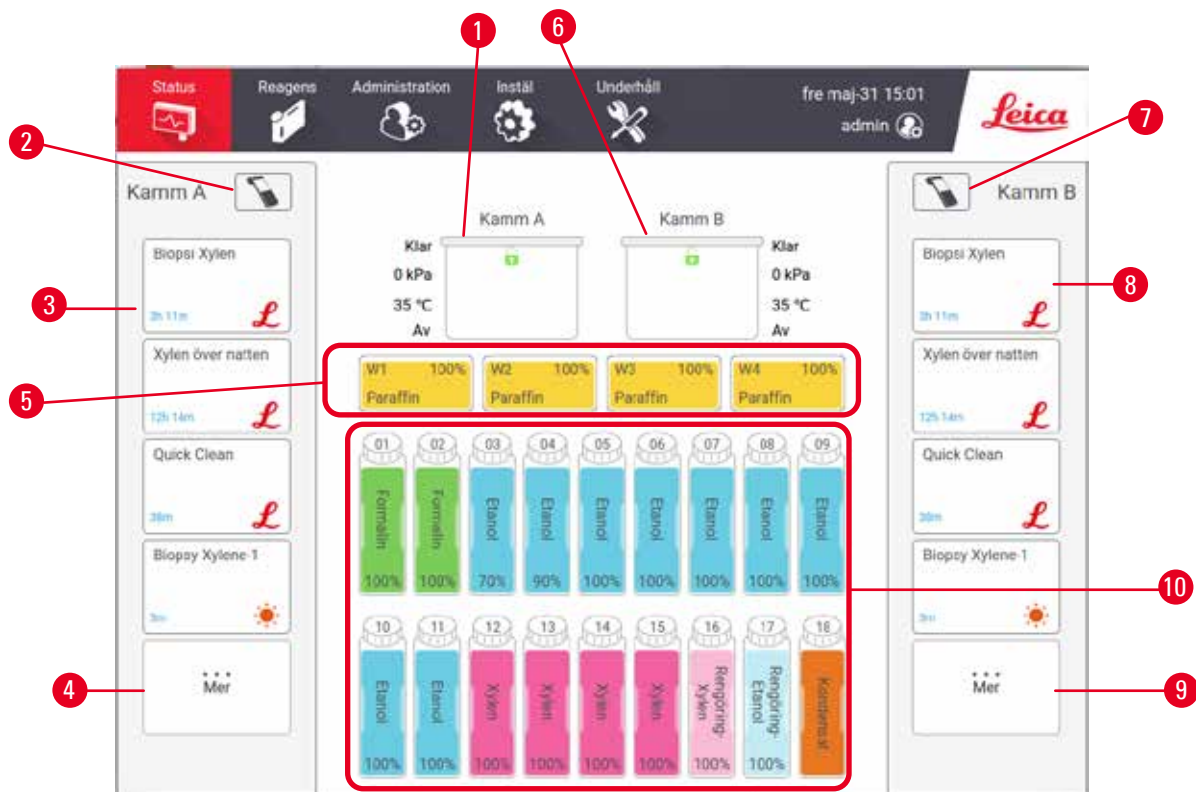 1
6
Status
Reagens
Administration
Instäl
Underhåll
fre maj-31 15:01
admin
Leica
2
7
Kamm A
Kamm B
Kamm A
Kamm B
3
Biopsi Xylen
2h 11m
L
Xylen över natten
12h 14m
L
Quick Clean
38m
L
Biopsy Xylene-1
3m
4
Mer
Klar
0 kPa
35 °C
Av
Klar
0 kPa
35 °C
Av
5
W1 100%
Paraffin
W2 100%
Paraffin
W3 100%
Paraffin
W4 100%
Paraffin
01
Formalin
100%
02
Formalin
100%
03
Etanol
70%
04
Etanol
90%
05
Etanol
100%
06
Etanol
100%
07
Etanol
100%
08
Etanol
100%
09
Etanol
100%
10
Etanol
100%
11
Etanol
100%
12
Xylen
100%
13
Xylen
100%
14
Xylen
100%
15
Xylen
100%
16
Rengöring-
Xylen
100%
17
Rengöring-
Etanol
100%
18
Kondensat
8
Biopsi Xylen
2h 11m
L
Xylen över natten
12h 14m
L
Quick Clean
38m
L
Biopsy Xylene-1
3m
10
9
Mer